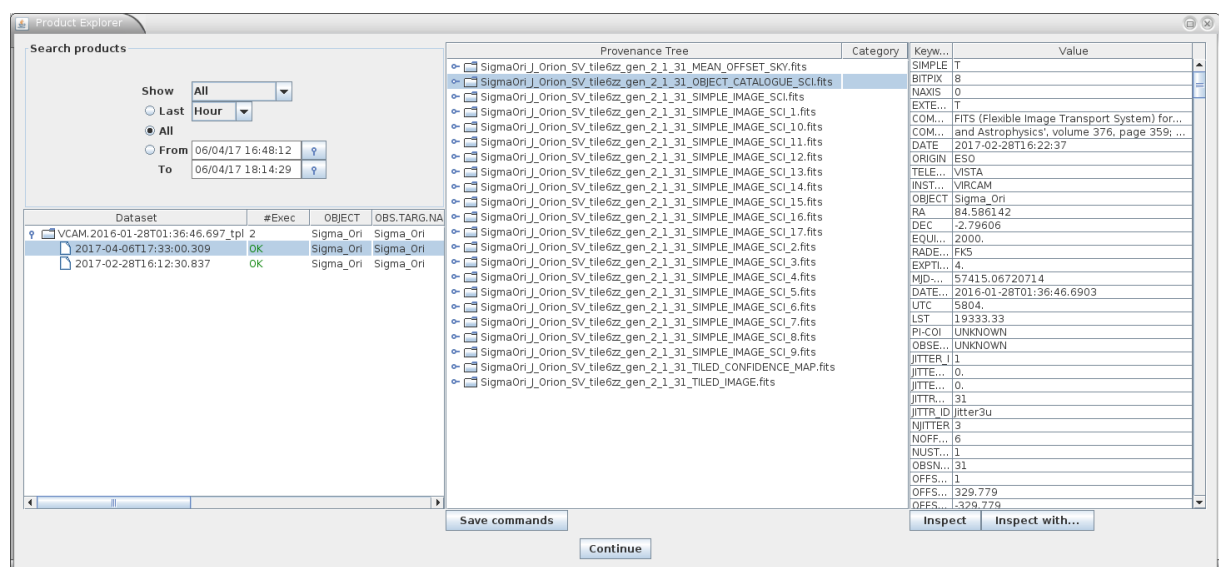 Product Explorer
Search products
Show All
Last Hour
All
From 06/04/17 16:48:12
To 06/04/17 18:14:29
Dataset #Exec OBJECT OBS.TARG.NA
VCAM.2016-01-28T01:36:46.697_tpl 2 Sigma_Ori Sigma_Ori
2017-04-06T17:33:00.309 OK Sigma_Ori Sigma_Ori
2017-02-28T16:12:30.837 OK Sigma_Ori Sigma_Ori
Provenance Tree Category
SigmaOri_J_Orion_SV_tile6zz_gen_2_1_31_MEAN_OFFSET_SKY.fits
SigmaOri_J_Orion_SV_tile6zz_gen_2_1_31_OBJECT_CATALOGUE_SCI.fits
SigmaOri_J_Orion_SV_tile6zz_gen_2_1_31_SIMPLE_IMAGE_SCI.fits
SigmaOri_J_Orion_SV_tile6zz_gen_2_1_31_SIMPLE_IMAGE_SCI_1.fits
SigmaOri_J_Orion_SV_tile6zz_gen_2_1_31_SIMPLE_IMAGE_SCI_10.fits
SigmaOri_J_Orion_SV_tile6zz_gen_2_1_31_SIMPLE_IMAGE_SCI_11.fits
SigmaOri_J_Orion_SV_tile6zz_gen_2_1_31_SIMPLE_IMAGE_SCI_12.fits
SigmaOri_J_Orion_SV_tile6zz_gen_2_1_31_SIMPLE_IMAGE_SCI_13.fits
SigmaOri_J_Orion_SV_tile6zz_gen_2_1_31_SIMPLE_IMAGE_SCI_14.fits
SigmaOri_J_Orion_SV_tile6zz_gen_2_1_31_SIMPLE_IMAGE_SCI_15.fits
SigmaOri_J_Orion_SV_tile6zz_gen_2_1_31_SIMPLE_IMAGE_SCI_16.fits
SigmaOri_J_Orion_SV_tile6zz_gen_2_1_31_SIMPLE_IMAGE_SCI_17.fits
SigmaOri_J_Orion_SV_tile6zz_gen_2_1_31_SIMPLE_IMAGE_SCI_2.fits
SigmaOri_J_Orion_SV_tile6zz_gen_2_1_31_SIMPLE_IMAGE_SCI_3.fits
SigmaOri_J_Orion_SV_tile6zz_gen_2_1_31_SIMPLE_IMAGE_SCI_4.fits
SigmaOri_J_Orion_SV_tile6zz_gen_2_1_31_SIMPLE_IMAGE_SCI_5.fits
SigmaOri_J_Orion_SV_tile6zz_gen_2_1_31_SIMPLE_IMAGE_SCI_6.fits
SigmaOri_J_Orion_SV_tile6zz_gen_2_1_31_SIMPLE_IMAGE_SCI_7.fits
SigmaOri_J_Orion_SV_tile6zz_gen_2_1_31_SIMPLE_IMAGE_SCI_8.fits
SigmaOri_J_Orion_SV_tile6zz_gen_2_1_31_SIMPLE_IMAGE_SCI_9.fits
SigmaOri_J_Orion_SV_tile6zz_gen_2_1_31_TILED_CONFIDENCE_MAP.fits
SigmaOri_J_Orion_SV_tile6zz_gen_2_1_31_TILED_IMAGE.fits
Keyw... Value
SIMPLE T
BITPIX 8
NAXIS 0
EXTE... T
COM... FITS (Flexible Image Transport System) for...
COM... and Astrophysics', volume 376, page 359; ...
DATE 2017-02-28T16:22:37
ORIGIN ESO
TELE... VISTA
INST... VIRCAM
OBJECT Sigma_Ori
RA 84.586142
DEC -2.79606
EQUI... 2000.
RADE... FK5
EXPTI... 4.
MJD-... 57415.06720714
DATE... 2016-01-28T01:36:46.6903
UTC 5804.
LST 19333.33
PI-COI UNKNOWN
OBSE... UNKNOWN
JITTER_I 1
JITTE... 0.
JITTE... 0.
JITTR... 31
JITTR_ID Jitter3u
NJITTER 3
NOFF... 6
NUST... 1
OBSN... 31
OFFS... 1
OFFS... 329.779
OFFS... -329.779
Save commands
Inspect Inspect with...
Continue